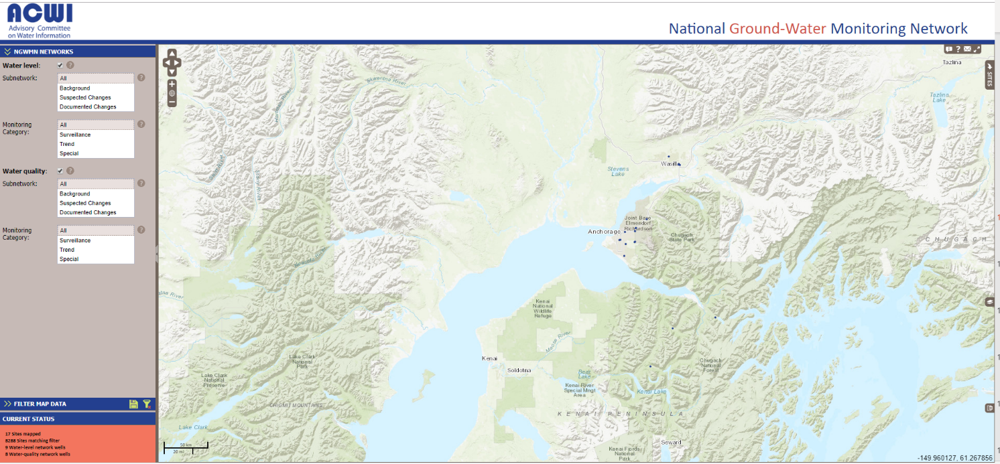 ACWI
Advisory Committee
on Water Information
National Ground-Water Monitoring Network
NGWMN NETWORKS
Water level:
Subnetwork:
All
Background
Suspected Changes
Documented Changes
Monitoring
Category:
All
Surveillance
Trend
Special
Water quality:
Subnetwork:
All
Background
Suspected Changes
Documented Changes
Monitoring
Category:
All
Surveillance
Trend
Special
FILTER MAP DATA
CURRENT STATUS
17 Sites mapped
8288 Sites matching filter
9 Water-level network wells
8 Water-quality network wells
SITES
Tazlina
Tazlina
Lake
Skwentna River
Wasilla
Stevens
Lake
Joint Base
Elmendorf
Richardson
Anchorage
Chugach
State Park
CHUGACH
Kenai
National
Wildlife
Refuge
Moose River
Kenai
Soldotna
Lake Clark
National
Park
Lake Clark
National
Preserve
Bear
Lake
Kenai River
Special Mngt
Area
Chugach
National
Forest
Kenai Lake
CHIGMIT MOUNTAINS
KENAI PENINSULA
Lake Clark
Seward
Kenai Fjords
National
Park
50 km
20 mi
-149.960127, 61.267856